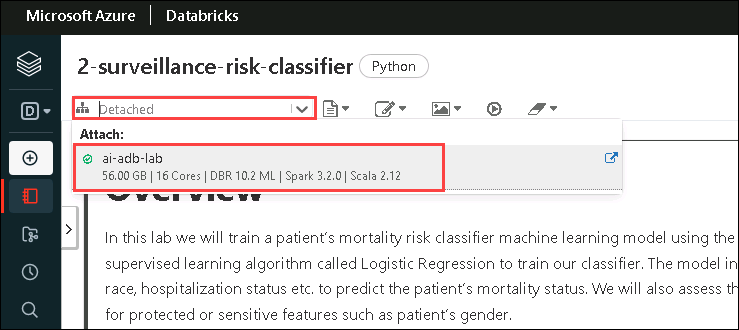 Microsoft Azure Databricks
2-surveillance-risk-classifier Python
Detached
Attach:
ai-adb-lab
56.00 GB | 16 Cores | DBR 10.2 ML | Spark 3.2.0 | Scala 2.12
D
Overview
In this lab we will train a patient's mortality risk classifier machine learning model using the
supervised learning algorithm called Logistic Regression to train our classifier. The model in
race, hospitalization status etc. to predict the patient's mortality status. We will also assess th
for protected or sensitive features such as patient's gender.